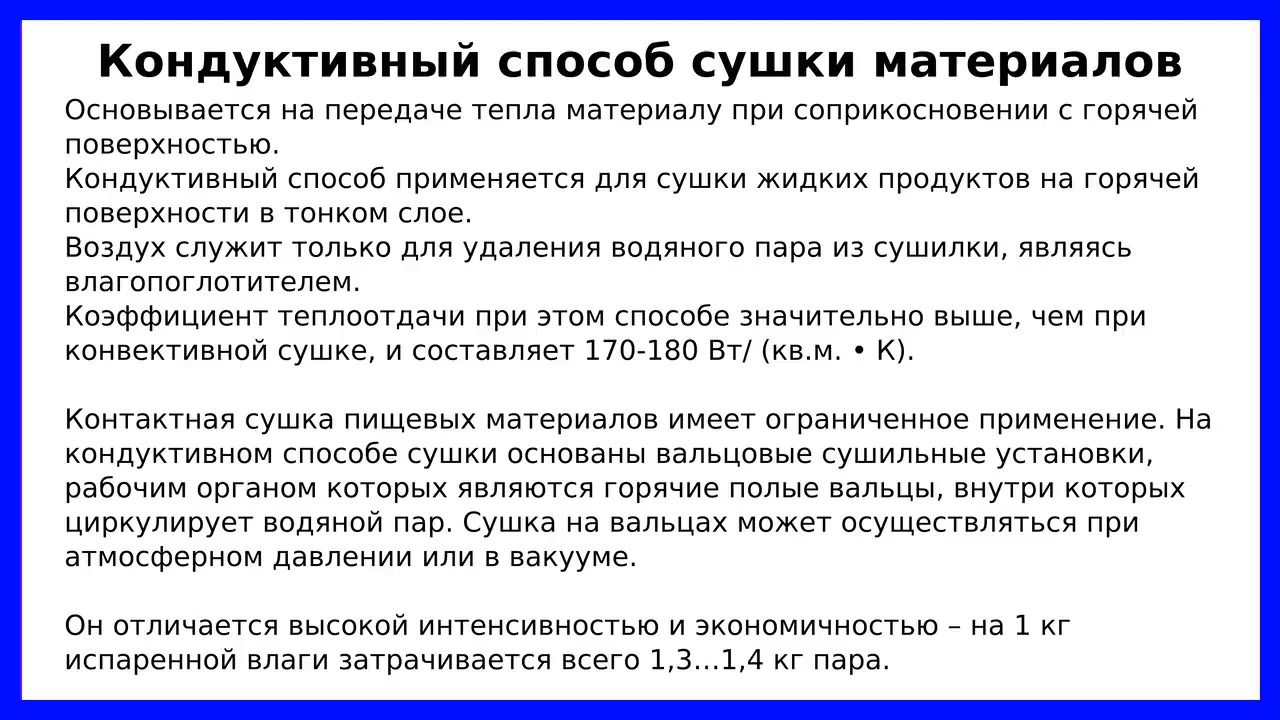 Кондуктивный способ сушки материалов
Основывается на передаче тепла материалу при соприкосновении с горячей
поверхностью.
Кондуктивный способ применяется для сушки жидких продуктов на горячей
поверхности в тонком слое.
Воздух служит только для удаления водяного пара из сушилки, являясь
влагопоглотителем.
Коэффициент теплоотдачи при этом способе значительно выше, чем при
конвективной сушке, и составляет 170-180 Вт/ (кв.м. • К).
Контактная сушка пищевых материалов имеет ограниченное применение. На
кондуктивном способе сушки основаны вальцовые сушильные установки,
рабочим органом которых являются горячие полые вальцы, внутри которых
циркулирует водяной пар. Сушка на вальцах может осуществляться при
атмосферном давлении или в вакууме.
Он отличается высокой интенсивностью и экономичностью – на 1 кг
испаренной влаги затрачивается всего 1,3…1,4 кг пара.